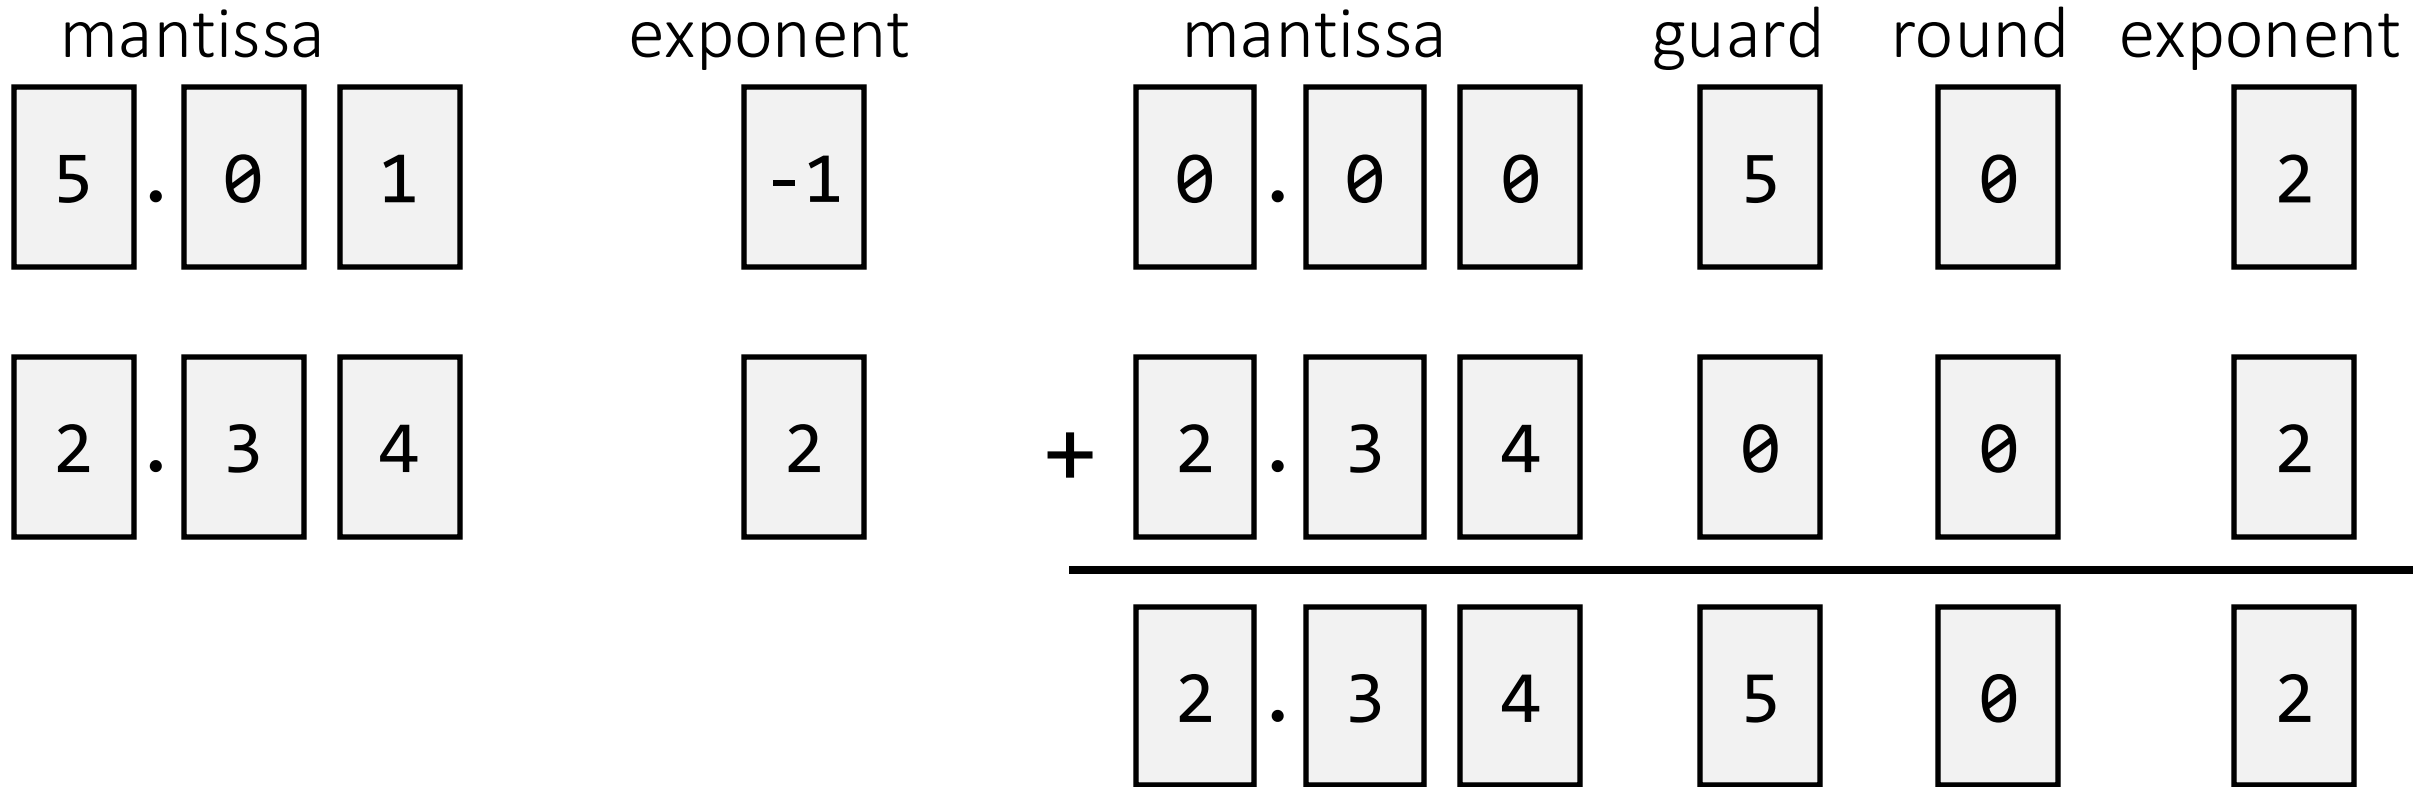 mantissa exponent mantissa guard round exponent
5 . 0 1 -1 0 . 0 0 5 0 2
2 . 3 4 2 + 2 . 3 4 0 0 2
2 . 3 4 5 0 2